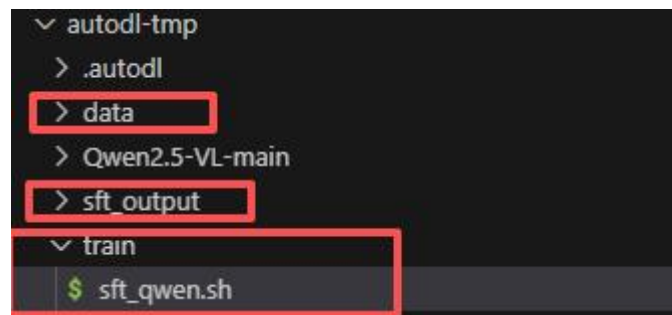 autodl-tmp
.autodl
data
Qwen2.5-VL-main
sft_output
train
$ sft_qwen.sh